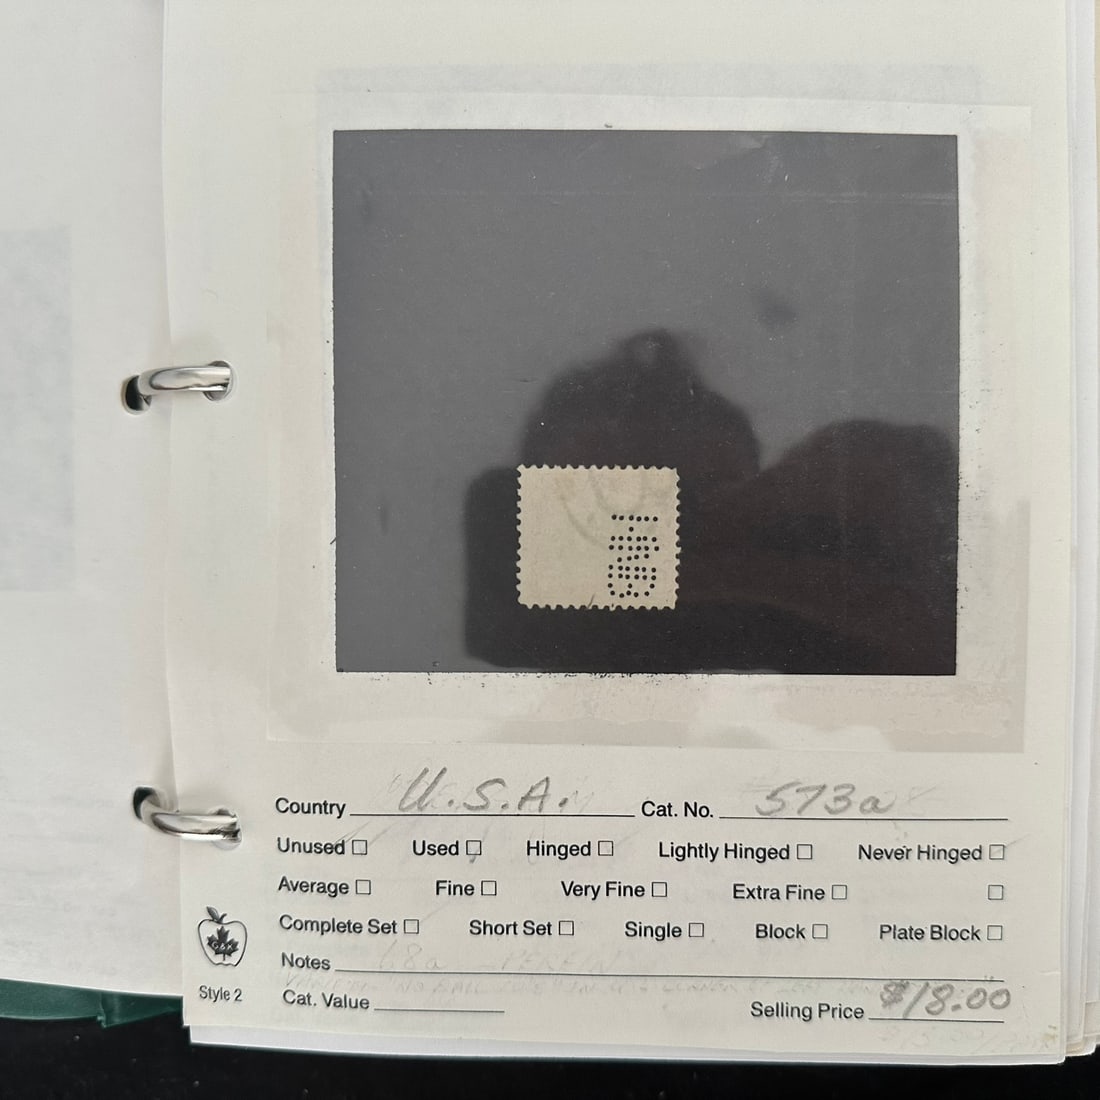 Country U.S.A. Cat. No. 573a
Unused ☐ Used ☐ Hinged ☐ Lightly Hinged ☐ Never Hinged ☐
Average ☐ Fine ☐ Very Fine ☐ Extra Fine ☐ ☐
Complete Set ☐ Short Set ☐ Single ☐ Block ☐ Plate Block ☐
Notes
Style 2 Cat. Value Selling Price $18.00